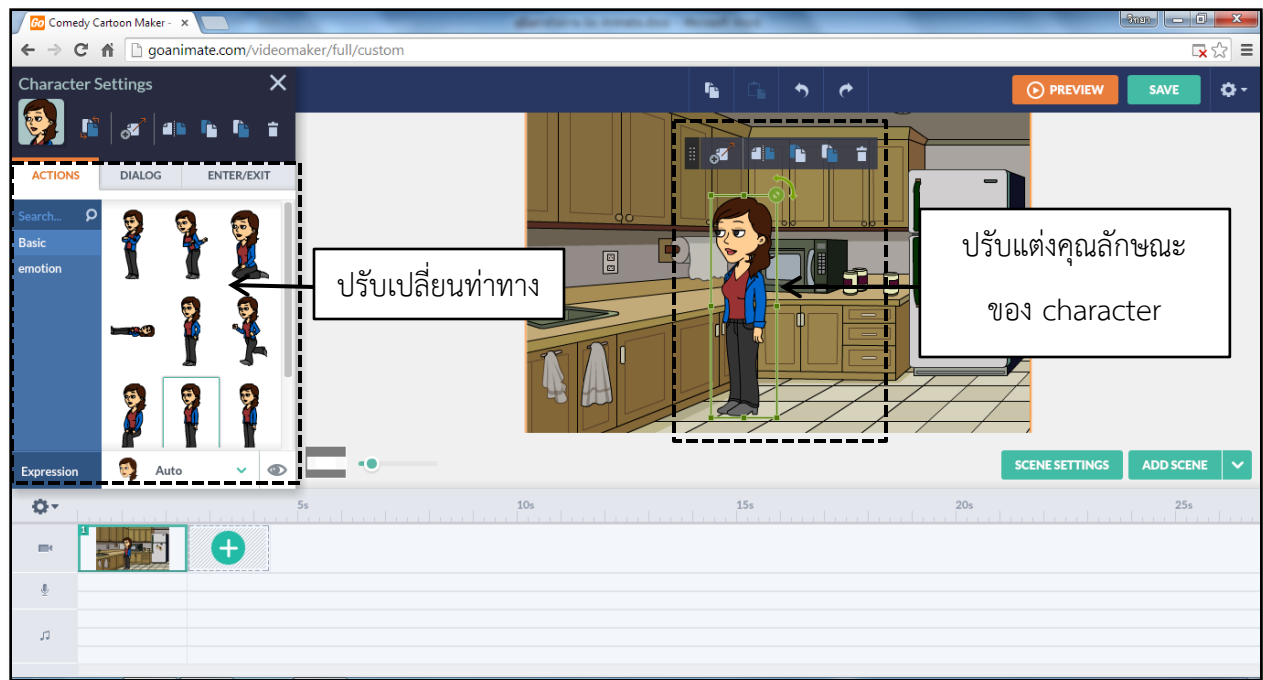 Comedy Cartoon Maker -
goanimate.com/videomaker/full/custom
Character Settings
PREVIEW
SAVE
ACTIONS
DIALOG
ENTER/EXIT
Search...
Basic
emotion
ปรับเปลี่ยนท่าทาง
ปรับแต่งคุณลักษณะ
ของ character
Expression
Auto
SCENE SETTINGS
ADD SCENE
5s
10s
15s
20s
25s
1